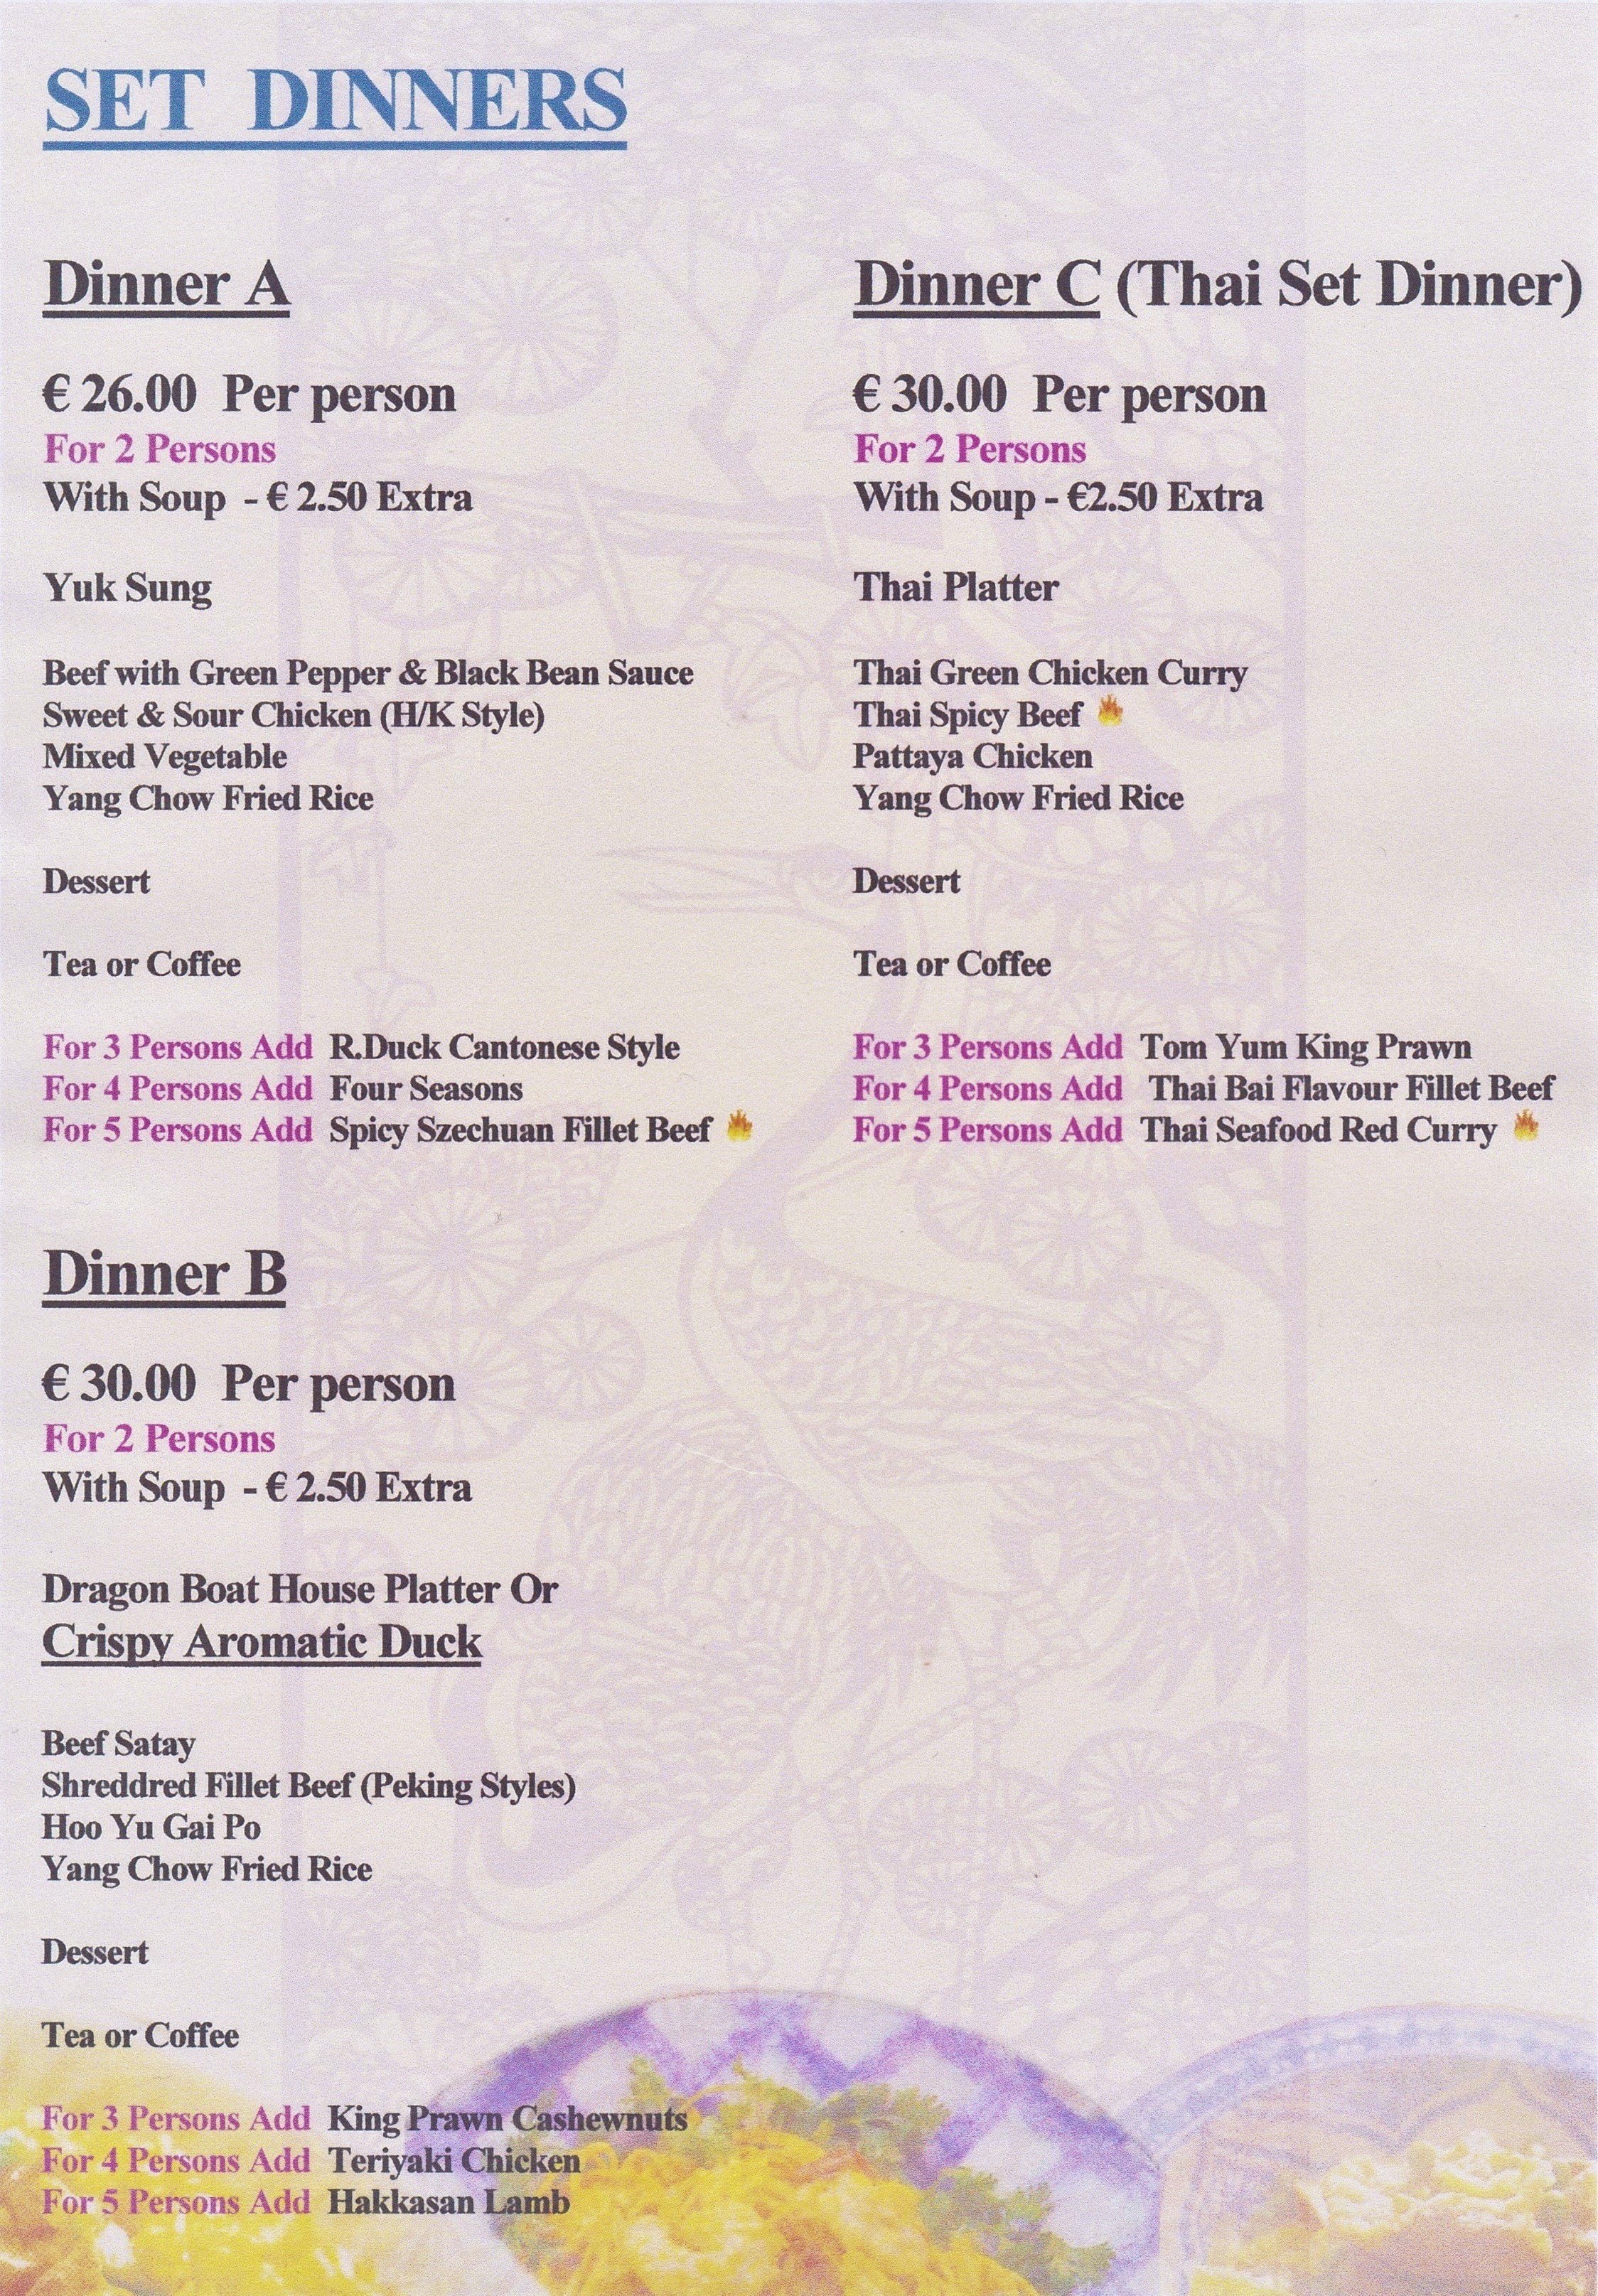 SET DINNERS
Dinner A
€ 26.00 Per person
For 2 Persons
With Soup - € 2.50 Extra
Yuk Sung
Beef with Green Pepper & Black Bean Sauce
Sweet & Sour Chicken (H/K Style)
Mixed Vegetable
Yang Chow Fried Rice
Dessert
Tea or Coffee
For 3 Persons Add R.Duck Cantonese Style
For 4 Persons Add Four Seasons
For 5 Persons Add Spicy Szechuan Fillet Beef
Dinner B
€ 30.00 Per person
For 2 Persons
With Soup - € 2.50 Extra
Dragon Boat House Platter Or
Crispy Aromatic Duck
Beef Satay
Shreddred Fillet Beef (Peking Styles)
Hoo Yu Gai Po
Yang Chow Fried Rice
Dessert
Tea or Coffee
For 3 Persons Add King Prawn Cashewnuts
For 4 Persons Add Teriyaki Chicken
For 5 Persons Add Hakkasan Lamb
Dinner C (Thai Set Dinner)
€ 30.00 Per person
For 2 Persons
With Soup - €2.50 Extra
Thai Platter
Thai Green Chicken Curry
Thai Spicy Beef
Pattaya Chicken
Yang Chow Fried Rice
Dessert
Tea or Coffee
For 3 Persons Add Tom Yum King Prawn
For 4 Persons Add Thai Bai Flavour Fillet Beef
For 5 Persons Add Thai Seafood Red Curry